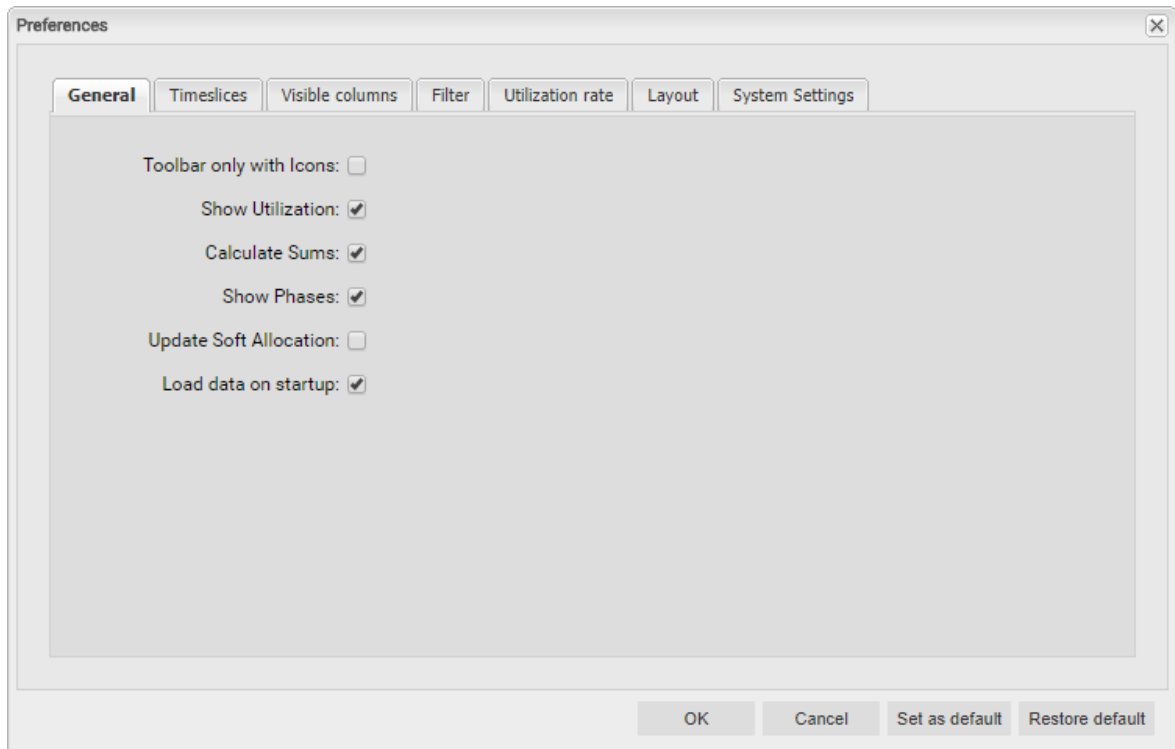 Preferences
General Timeslices Visible columns Filter Utilization rate Layout System Settings
Toolbar only with Icons:
Show Utilization:
Calculate Sums:
Show Phases:
Update Soft Allocation:
Load data on startup:
OK Cancel Set as default Restore default